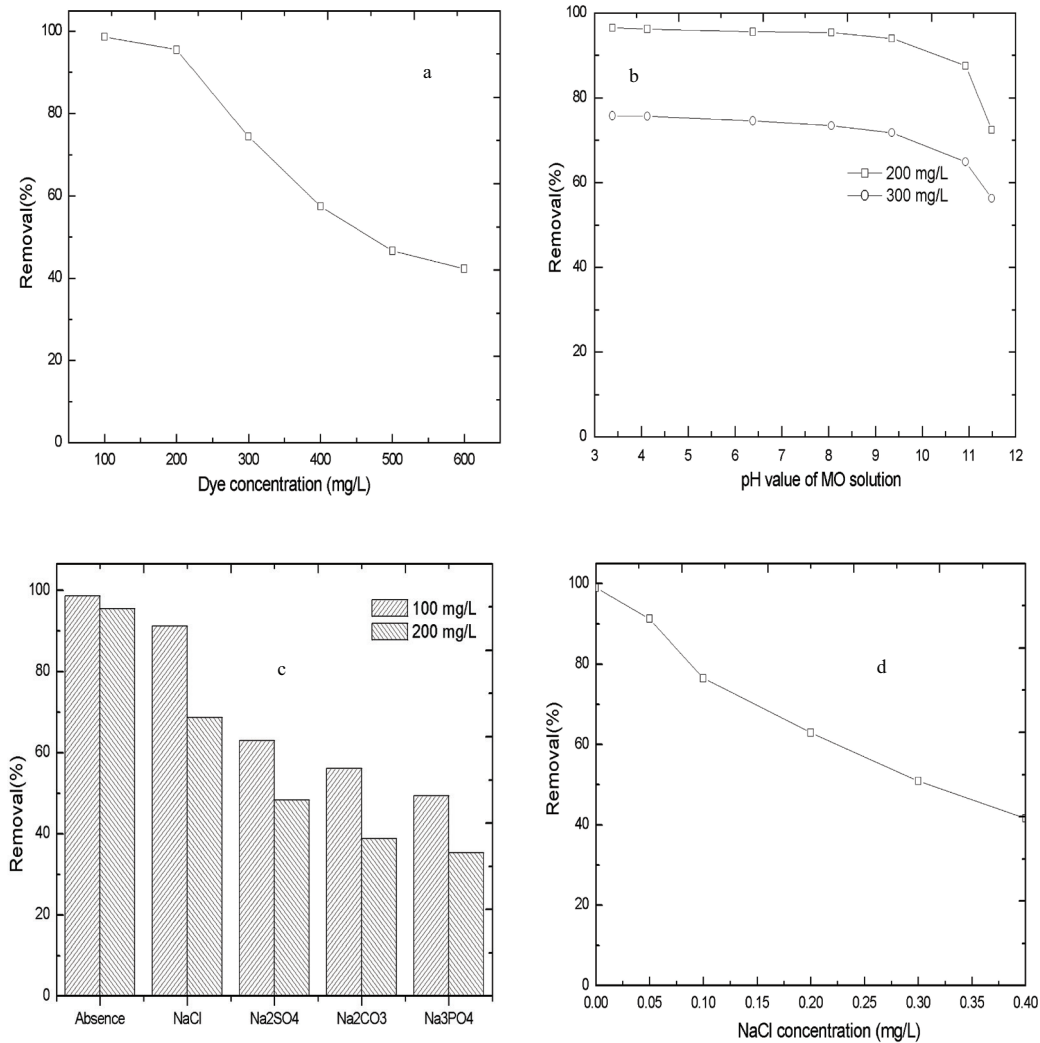 100
80
60
40
20
0
Removal(%)
a
100 200 300 400 500 600
Dye concentration (mg/L)
100
80
60
40
20
0
Removal(%)
b
200 mg/L
300 mg/L
3 4 5 6 7 8 9 10 11 12
pH value of MO solution
100
80
60
40
20
0
Removal(%)
100 mg/L
200 mg/L
c
Absence NaCl Na2SO4 Na2CO3 Na3PO4
100
80
60
40
20
0
Removal(%)
d
0.00 0.05 0.10 0.15 0.20 0.25 0.30 0.35 0.40
NaCl concentration (mg/L)